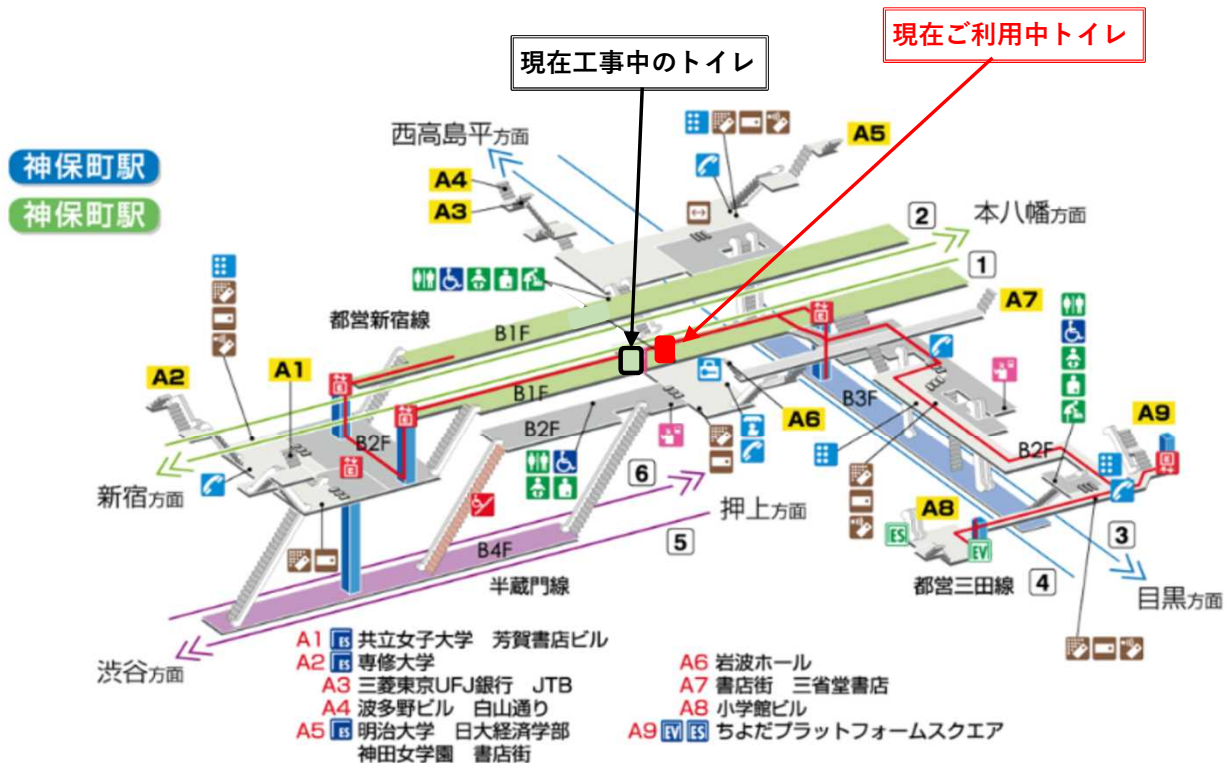 現在ご利用中トイレ
現在工事中のトイレ
西高島平方面
A5
神保町駅
A4
A3
神保町駅
2
本八幡方面
1
A7
都営新宿線
B1F
A2
A1
B1F
A6
B3F
A9
B2F
B2F
B2F
新宿方面
6
押上方面
A8
ES
EV
5
3
B4F
半蔵門線
都営三田線
4
目黒方面
渋谷方面
A1 ES 共立女子大学 芳賀書店ビル
A2 ES 専修大学
A3 三菱東京UFJ銀行 JTB
A4 波多野ビル 白山通り
A5 ES 明治大学 日大経済学部
神田女学園 書店街
A6 岩波ホール
A7 書店街 三省堂書店
A8 小学館ビル
A9 EV ES ちよだプラットフォームスクエア